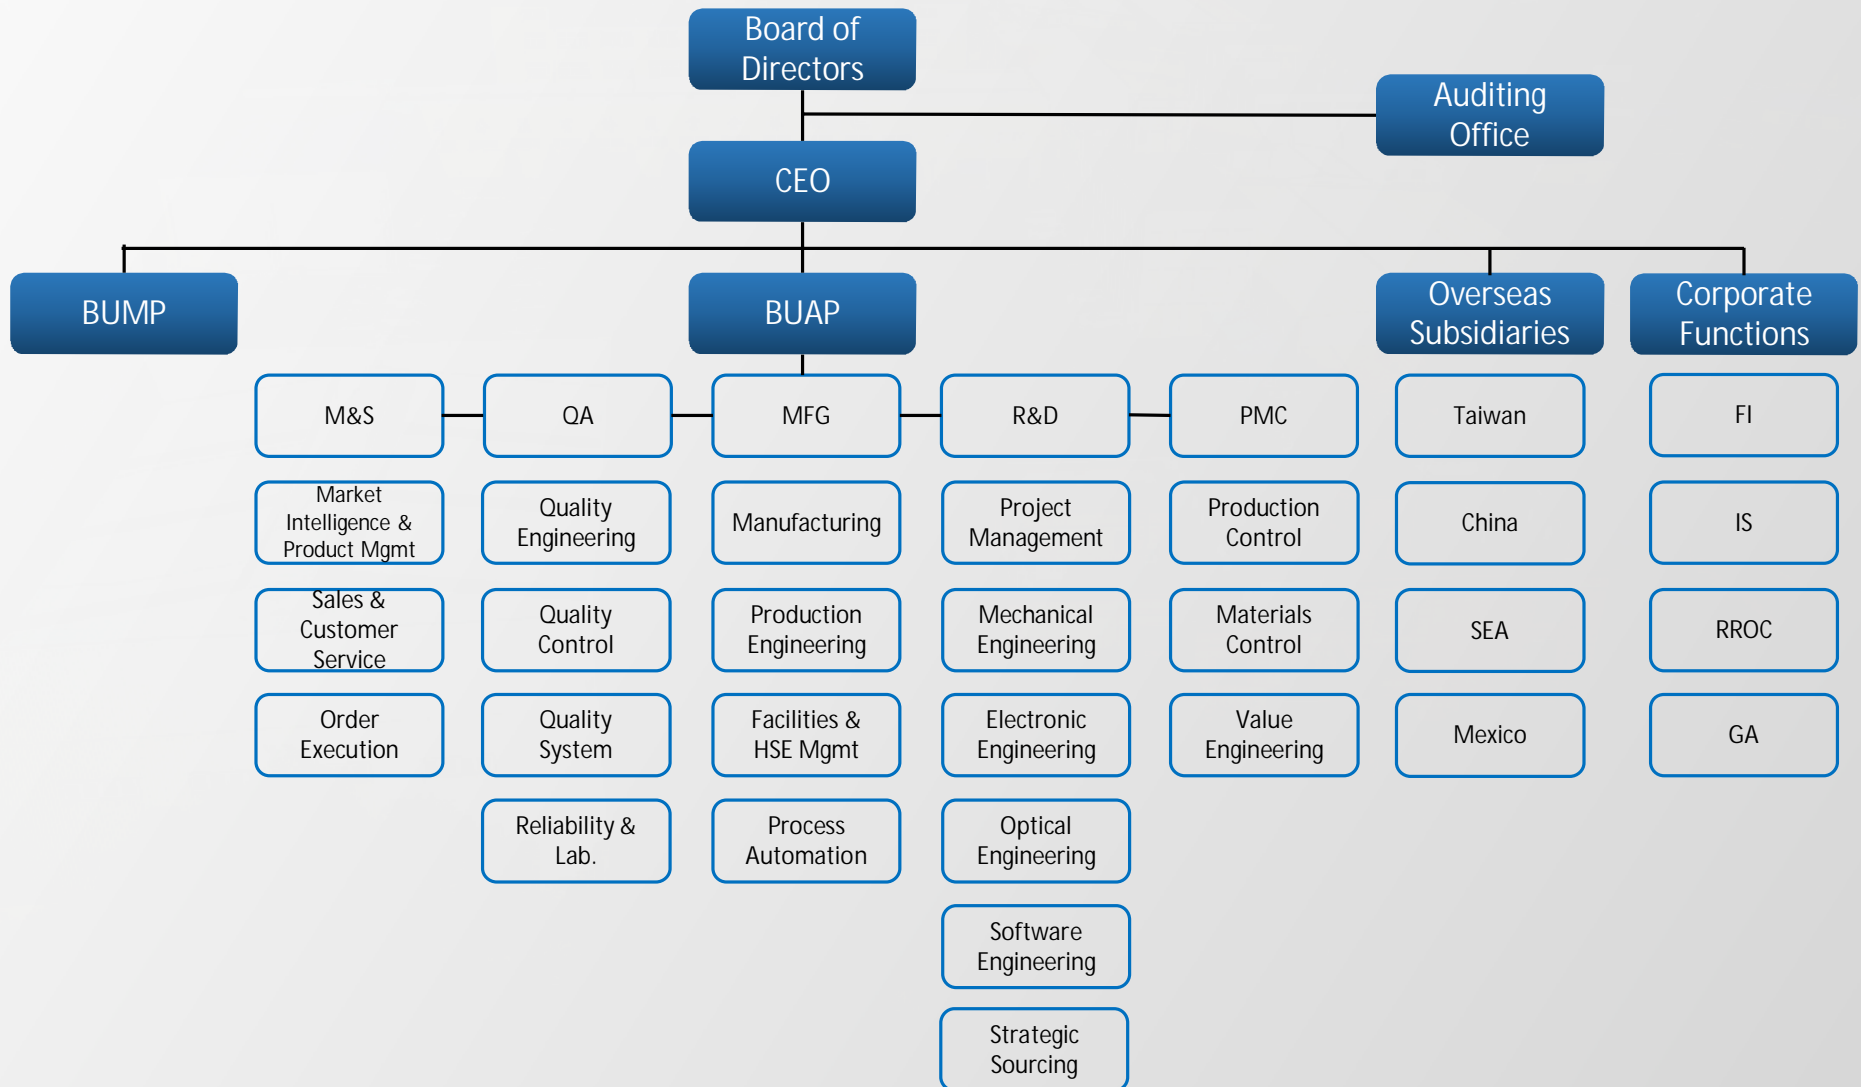 Board of
Directors
Auditing
Office
CEO
BUMP
BUAP
Overseas
Subsidiaries
Corporate
Functions
M&S
QA
MFG
R&D
PMC
Taiwan
FI
Market
Intelligence &
Product Mgmt
Quality
Engineering
Manufacturing
Project
Management
Production
Control
China
IS
Sales &
Customer
Service
Quality
Control
Production
Engineering
Mechanical
Engineering
Materials
Control
SEA
RROC
Order
Execution
Quality
System
Facilities &
HSE Mgmt
Electronic
Engineering
Value
Engineering
Mexico
GA
Reliability &
Lab.
Process
Automation
Optical
Engineering
Software
Engineering
Strategic
Sourcing